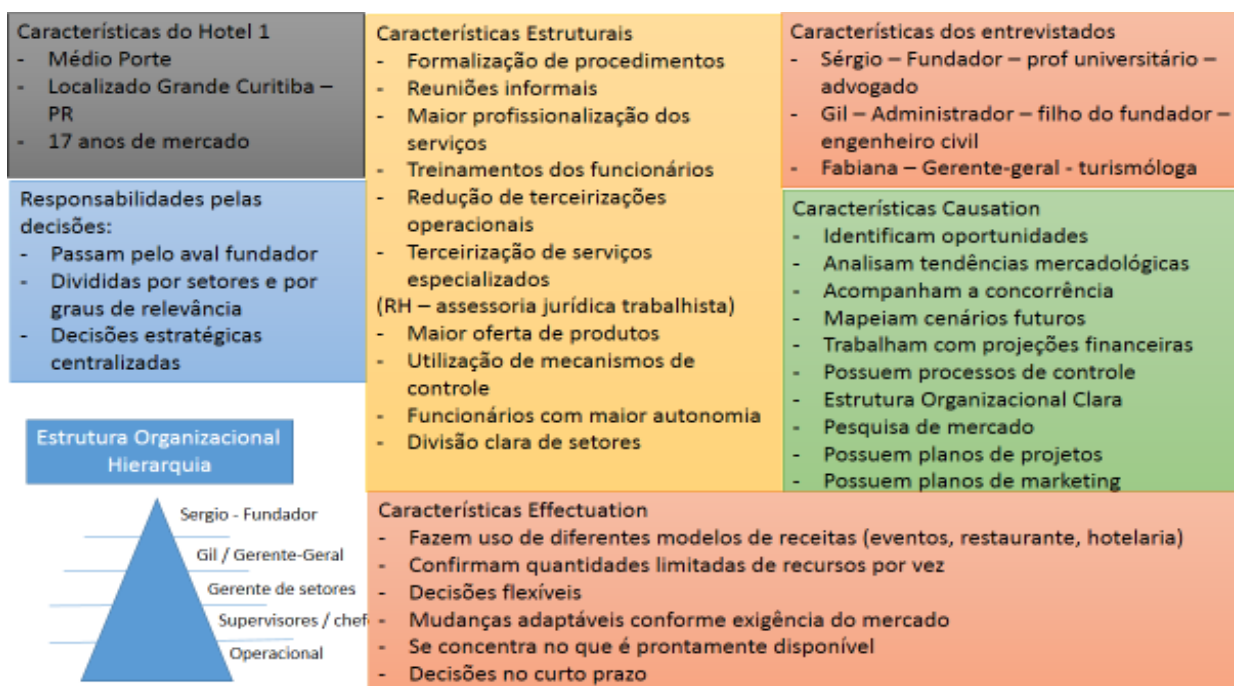 Características do Hotel 1
- Médio Porte
- Localizado Grande Curitiba –
PR
- 17 anos de mercado
Responsabilidades pelas
decisões:
- Passam pelo aval fundador
- Divididas por setores e por
graus de relevância
- Decisões estratégicas
centralizadas
Estrutura Organizacional
Hierarquia
Sergio - Fundador
Gil / Gerente-Geral
Gerente de setores
Supervisores / chefe
Operacional
Características Estruturais
- Formalização de procedimentos
- Reuniões informais
- Maior profissionalização dos
serviços
- Treinamentos dos funcionários
- Redução de terceirizações
operacionais
- Terceirização de serviços
especializados
(RH – assessoria jurídica trabalhista)
- Maior oferta de produtos
- Utilização de mecanismos de
controle
- Funcionários com maior autonomia
- Divisão clara de setores
Características dos entrevistados
- Sérgio – Fundador – prof universitário –
advogado
- Gil – Administrador – filho do fundador –
engenheiro civil
- Fabiana – Gerente-geral - turismóloga
Características Causation
- Identificam oportunidades
- Analisam tendências mercadológicas
- Acompanham a concorrência
- Mapeiam cenários futuros
- Trabalham com projeções financeiras
- Possuem processos de controle
- Estrutura Organizacional Clara
- Pesquisa de mercado
- Possuem planos de projetos
- Possuem planos de marketing
Características Effectuation
- Fazem uso de diferentes modelos de receitas (eventos, restaurante, hotelaria)
- Confirmam quantidades limitadas de recursos por vez
- Decisões flexíveis
- Mudanças adaptáveis conforme exigência do mercado
- Se concentra no que é prontamente disponível
- Decisões no curto prazo